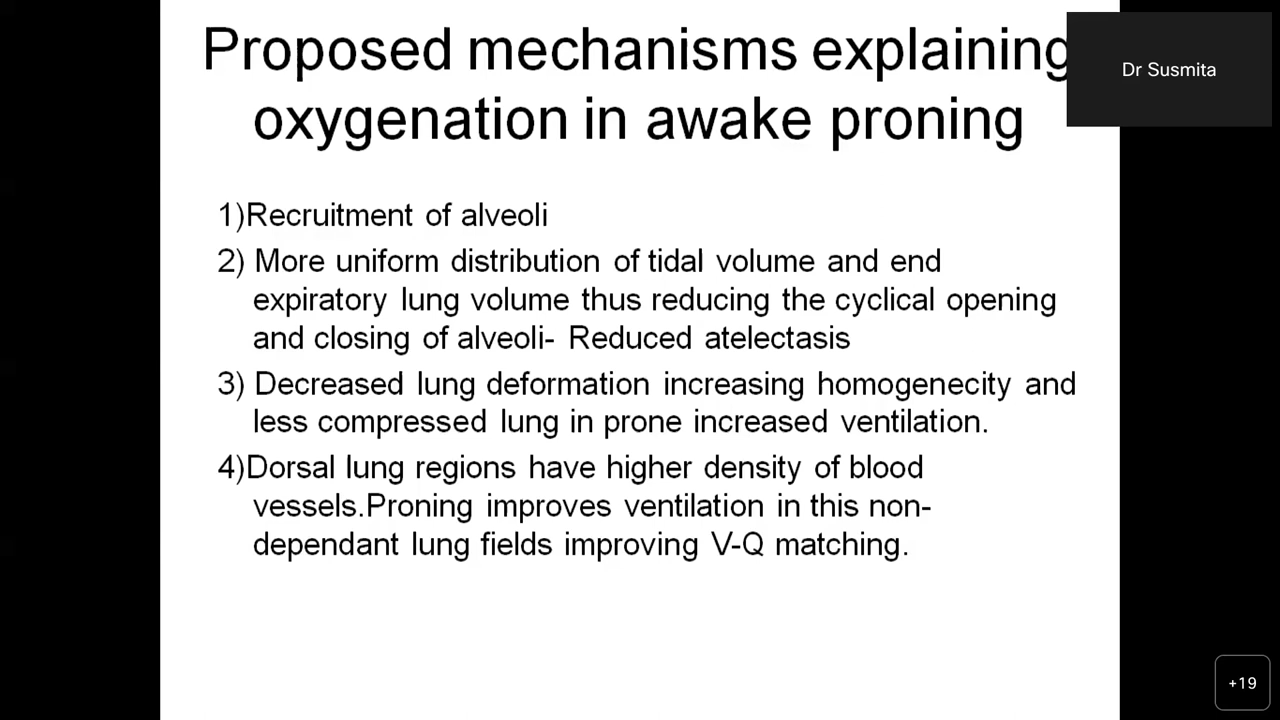 Proposed mechanisms explaining
oxygenation in awake proning
Dr Susmita
1)Recruitment of alveoli
2) More uniform distribution of tidal volume and end
expiratory lung volume thus reducing the cyclical opening
and closing of alveoli- Reduced atelectasis
3) Decreased lung deformation increasing homogenecity and
less compressed lung in prone increased ventilation.
4)Dorsal lung regions have higher density of blood
vessels.Proning improves ventilation in this non-
dependant lung fields improving V-Q matching.
+19